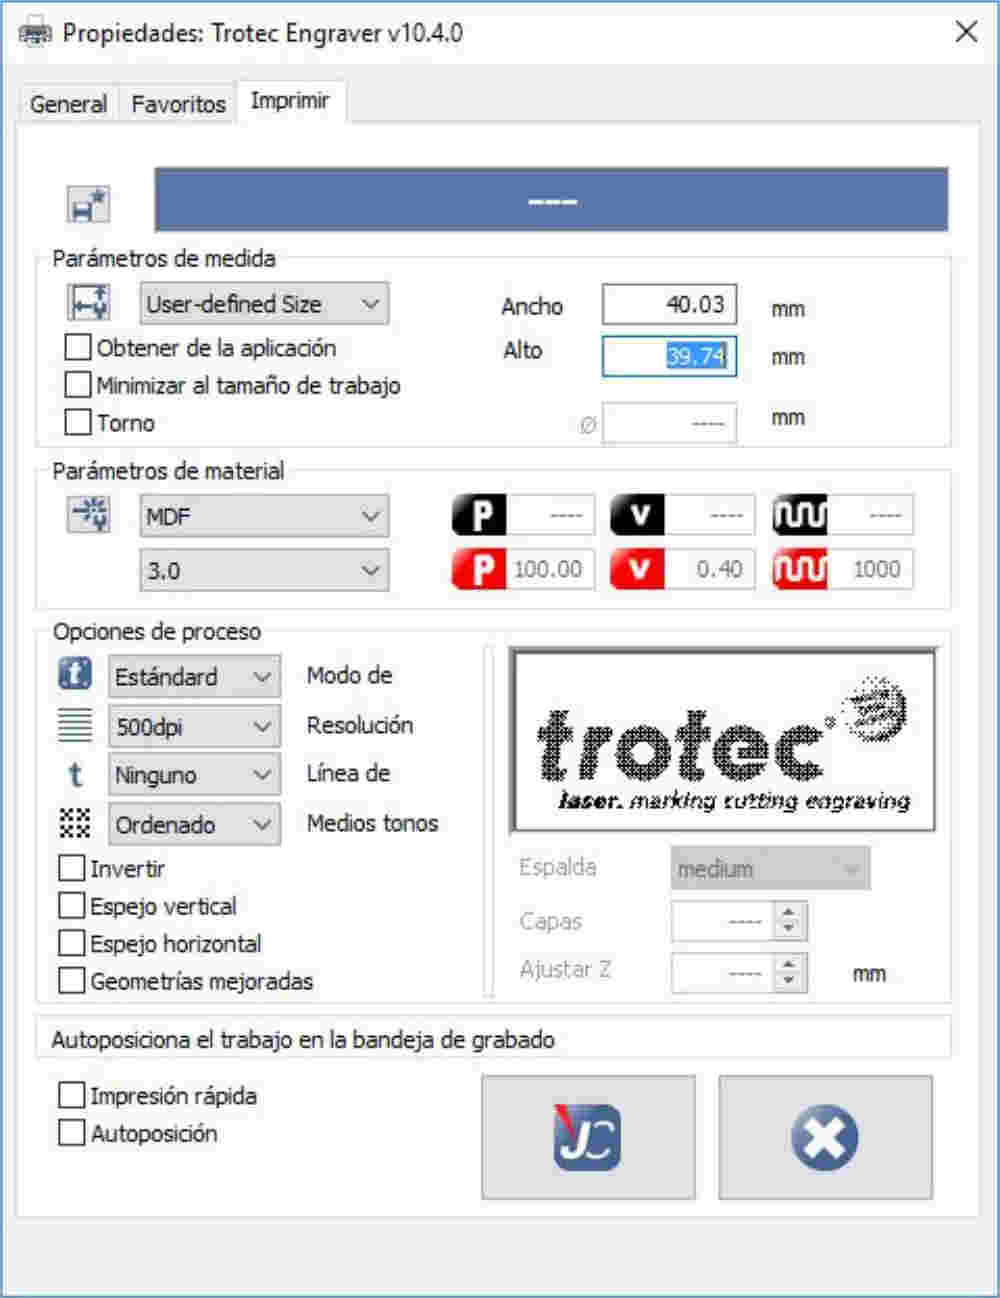 Propiedades: Trotec Engraver v10.4.0
General Favoritos Imprimir
---
Parámetros de medida
User-defined Size Ancho 40.03 mm
Obtener de la aplicación Alto 39.74 mm
Minimizar al tamaño de trabajo
Torno Ø ---- mm
Parámetros de material
MDF P ---- v ---- ----
3.0 P 100.00 v 0.40 1000
Opciones de proceso
t Estándard Modo de
500dpi Resolución
t Ninguno Línea de
Ordenado Medios tonos
trotec®
laser. marking cutting engraving
Invertir Espalda medium
Espejo vertical Capas ----
Espejo horizontal
Geometrías mejoradas Ajustar Z ---- mm
Autoposiciona el trabajo en la bandeja de grabado
Impresión rápida
Autoposición
JC